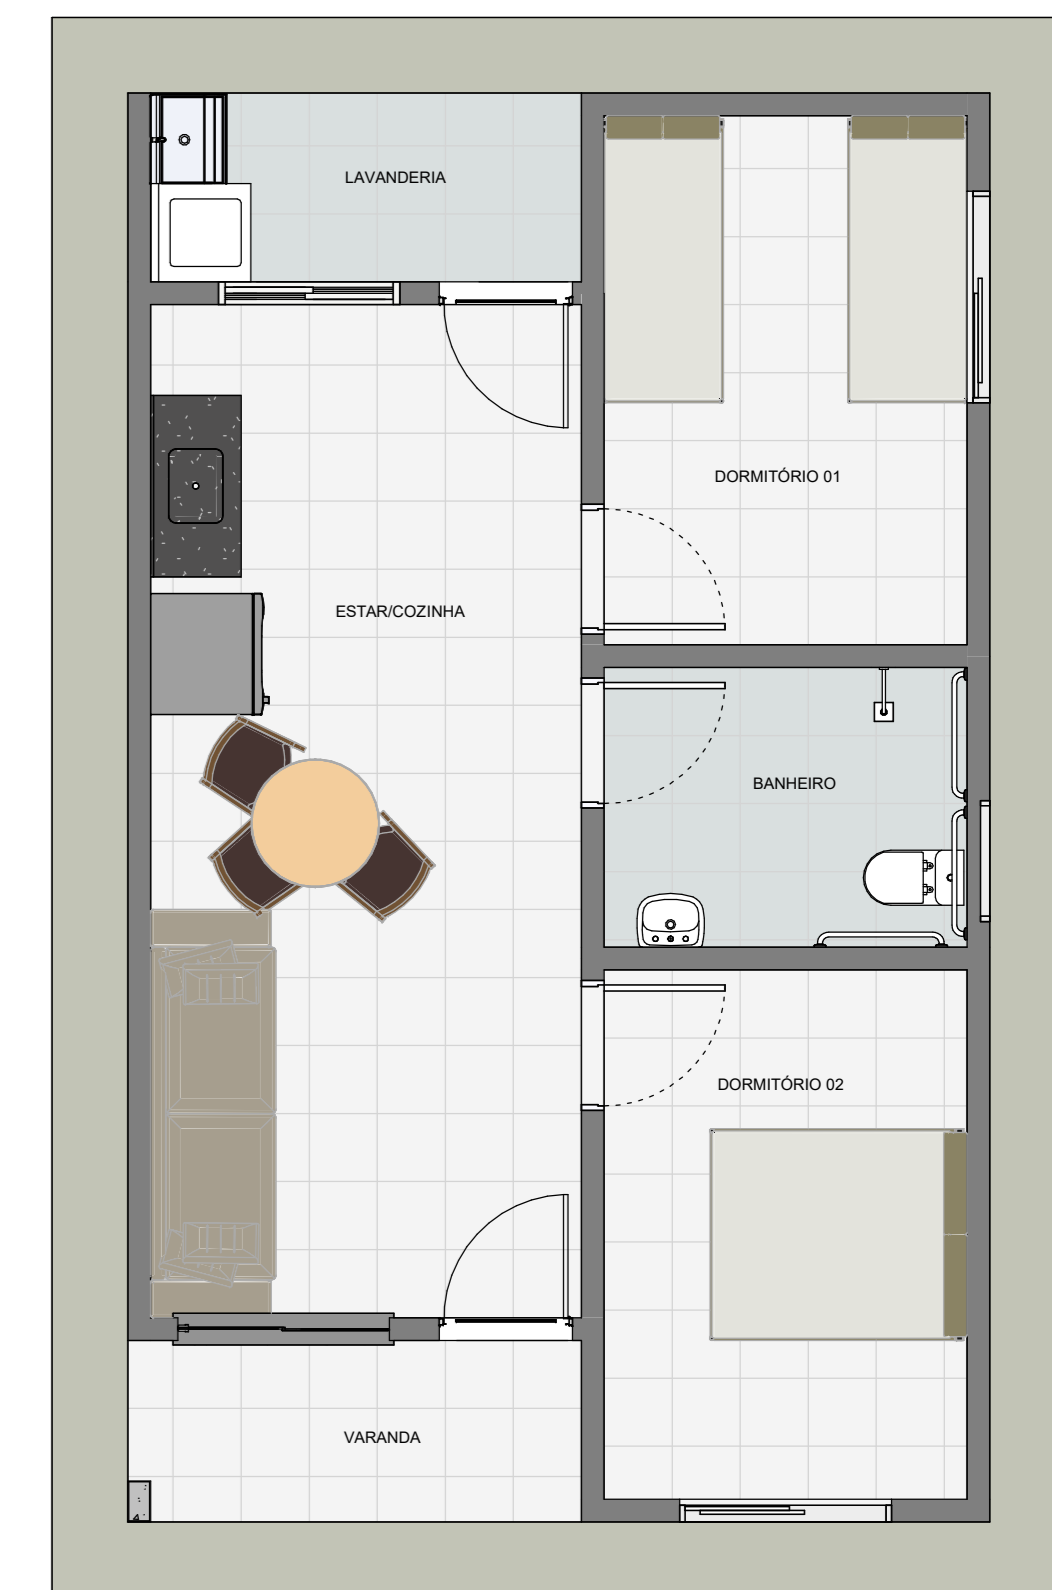 LAVANDERIA
DORMITÓRIO 01
ESTAR/COZINHA
BANHEIRO
DORMITÓRIO 02
VARANDA